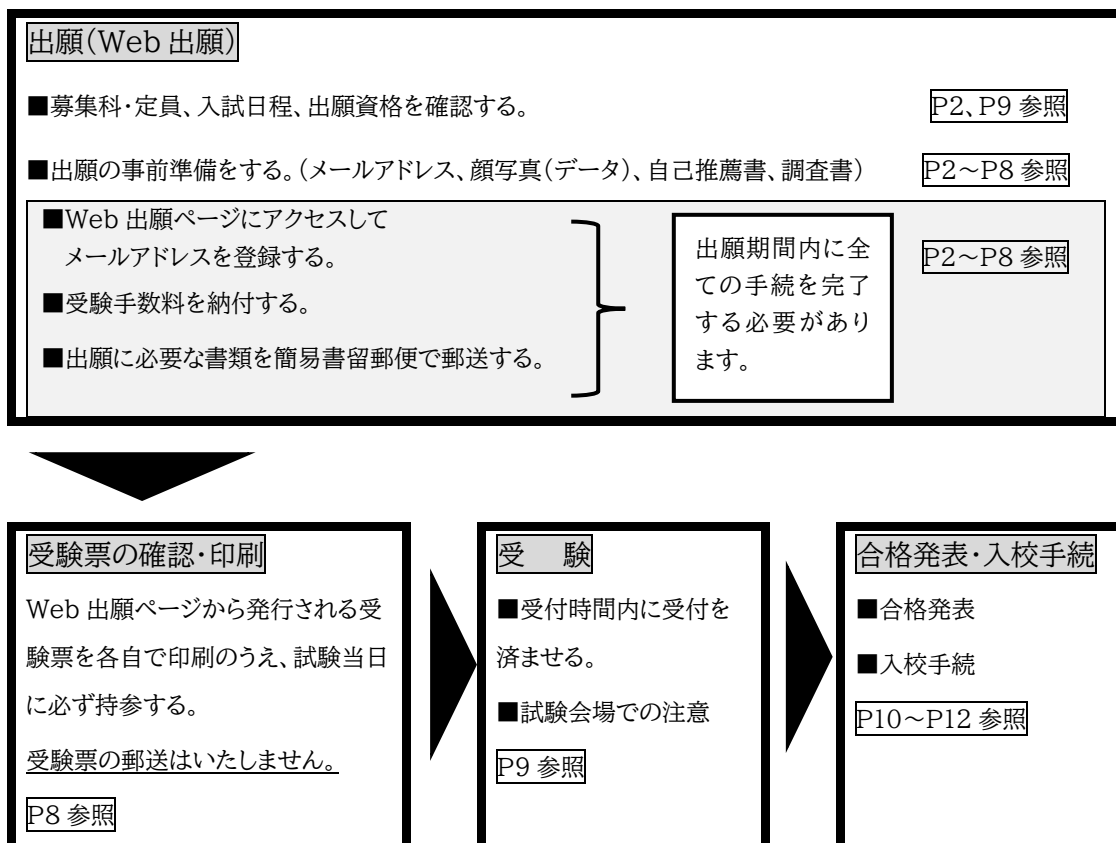 出願(Web 出願)
■募集科・定員、入試日程、出願資格を確認する。 P2、P9 参照
■出願の事前準備をする。(メールアドレス、顔写真(データ)、自己推薦書、調査書) P2～P8 参照
■Web 出願ページにアクセスして
メールアドレスを登録する。
■受験手数料を納付する。
■出願に必要な書類を簡易書留郵便で郵送する。
出願期間内に全
ての手続を完了
する必要があり
ます。
P2～P8 参照
受験票の確認・印刷
Web 出願ページから発行される受
験票を各自で印刷のうえ、試験当日
に必ず持参する。
受験票の郵送はいたしません。
P8 参照
受 験
■受付時間内に受付を
済ませる。
■試験会場での注意
P9 参照
合格発表・入校手続
■合格発表
■入校手続
P10～P12 参照